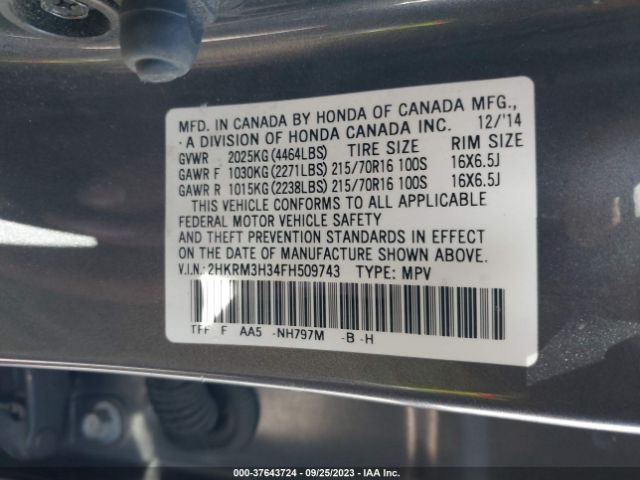 MFD. IN CANADA BY HONDA OF CANADA MFG.,
A DIVISION OF HONDA CANADA INC. 12/'14
GVWR 2025KG(4464LBS) TIRE SIZE RIM SIZE
GAWR F 1030KG(2271LBS) 215/70R16 100S 16X6.5J
GAWR R 1015KG(2238LBS) 215/70R16 100S 16X6.5J
THIS VEHICLE CONFORMS TO ALL APPLICABLE
FEDERAL MOTOR VEHICLE SAFETY
AND THEFT PREVENTION STANDARDS IN EFFECT
ON THE DATE OF MANUFACTURE SHOWN ABOVE.
V.I.N.: 2HKRM3H34FH509743 TYPE: MPV
TFF F AA5 -NH797M -B -H
000-37643724 - 09/25/2023 - IAA Inc.